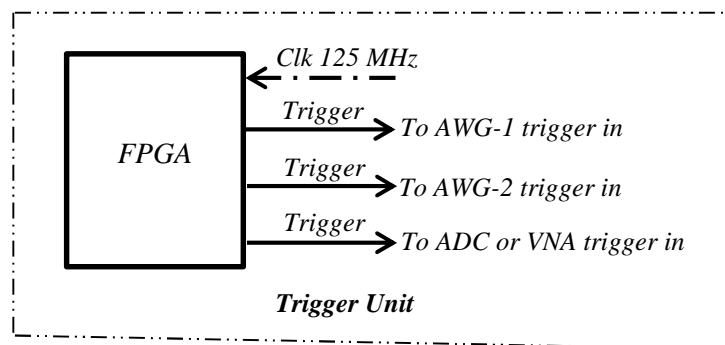 Clk 125 MHz
Trigger
To AWG-1 trigger in
FPGA
Trigger
To AWG-2 trigger in
Trigger
To ADC or VNA trigger in
Trigger Unit